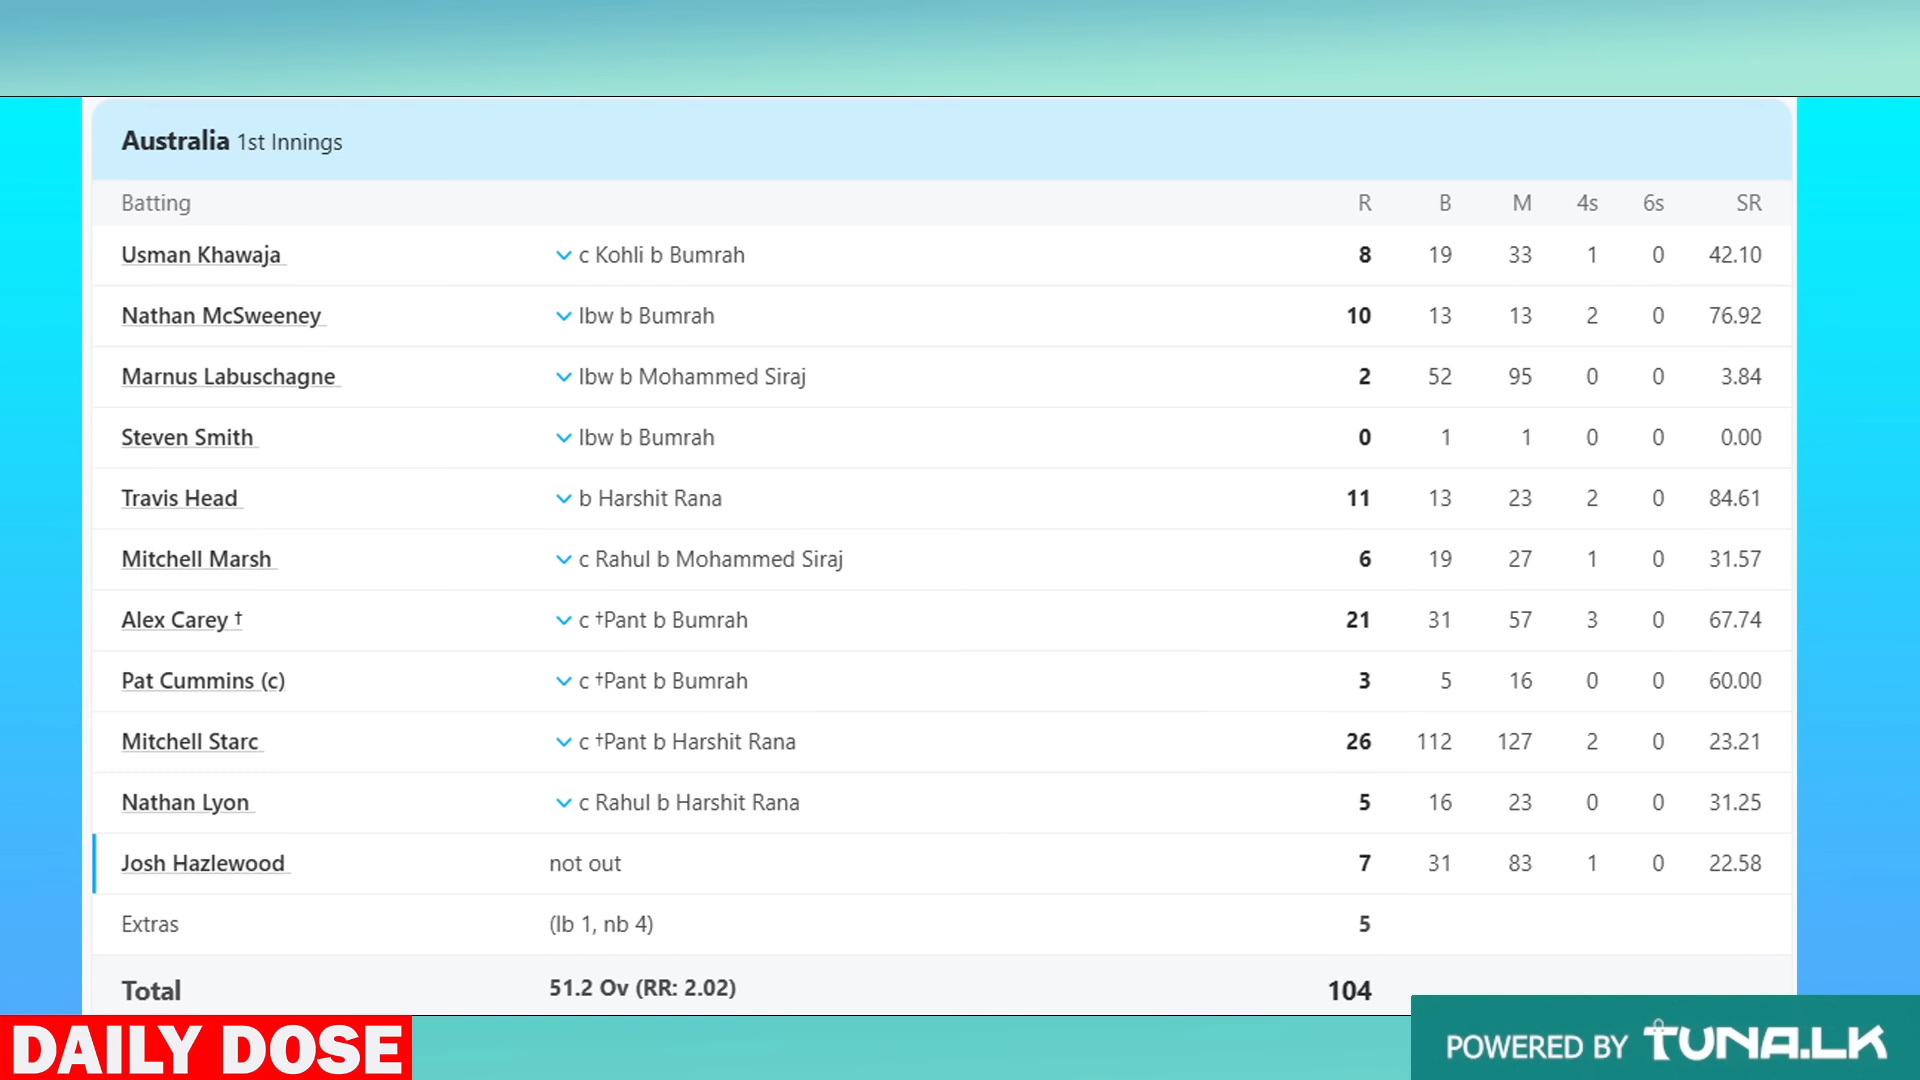 Australia 1st Innings
Batting R B M 4s 6s SR
Usman Khawaja c Kohli b Bumrah 8 19 33 1 0 42.10
Nathan McSweeney lbw b Bumrah 10 13 13 2 0 76.92
Marnus Labuschagne lbw b Mohammed Siraj 2 52 95 0 0 3.84
Steven Smith lbw b Bumrah 0 1 1 0 0 0.00
Travis Head b Harshit Rana 11 13 23 2 0 84.61
Mitchell Marsh c Rahul b Mohammed Siraj 6 19 27 1 0 31.57
Alex Carey † c †Pant b Bumrah 21 31 57 3 0 67.74
Pat Cummins (c) c †Pant b Bumrah 3 5 16 0 0 60.00
Mitchell Starc c †Pant b Harshit Rana 26 112 127 2 0 23.21
Nathan Lyon c Rahul b Harshit Rana 5 16 23 0 0 31.25
Josh Hazlewood not out 7 31 83 1 0 22.58
Extras (lb 1, nb 4) 5
Total 51.2 Ov (RR: 2.02) 104
DAILY DOSE
POWERED BY TUNA.LK